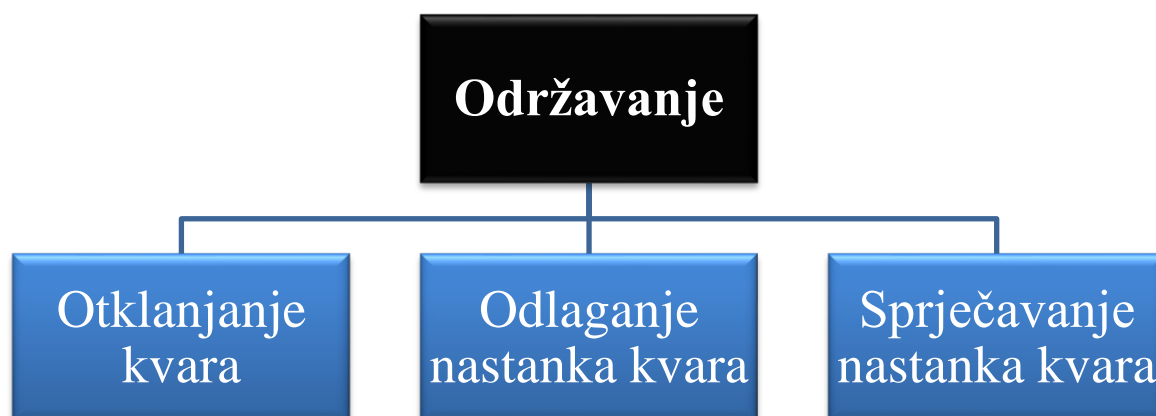 Održavanje
Otklanjanje
kvara
Odlaganje
nastanka kvara
Sprječavanje
nastanka kvara